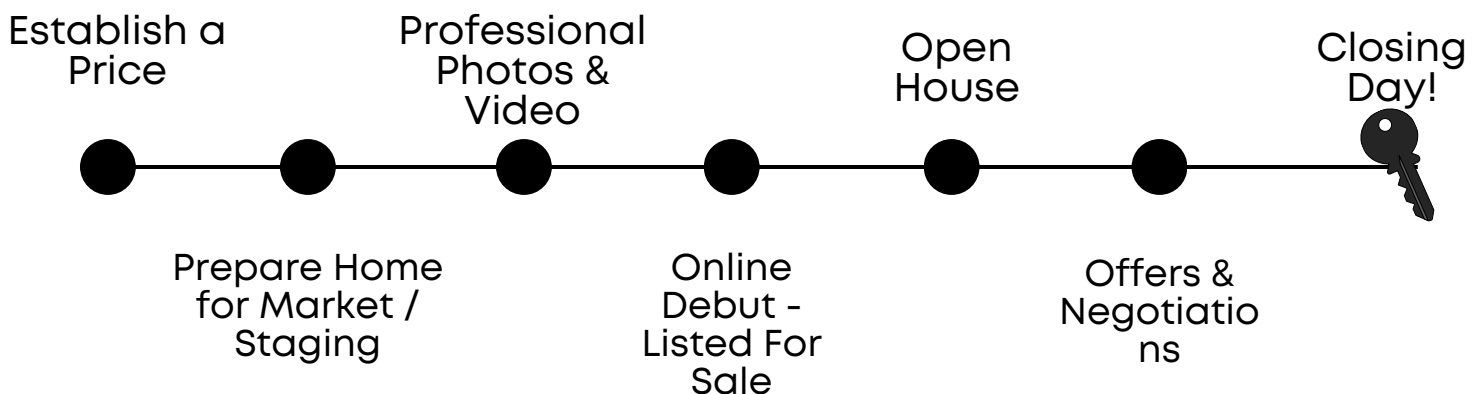 Establish a
Price
Prepare Home
for Market /
Staging
Professional
Photos &
Video
Online
Debut -
Listed For
Sale
Open
House
Offers &
Negotiatio
ns
Closing
Day!